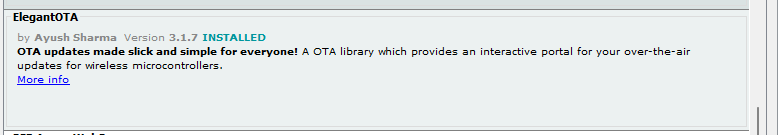 ElegantOTA
by Ayush Sharma Version 3.1.7 INSTALLED
OTA updates made slick and simple for everyone! A OTA library which provides an interactive portal for your over-the-air
updates for wireless microcontrollers.
More info